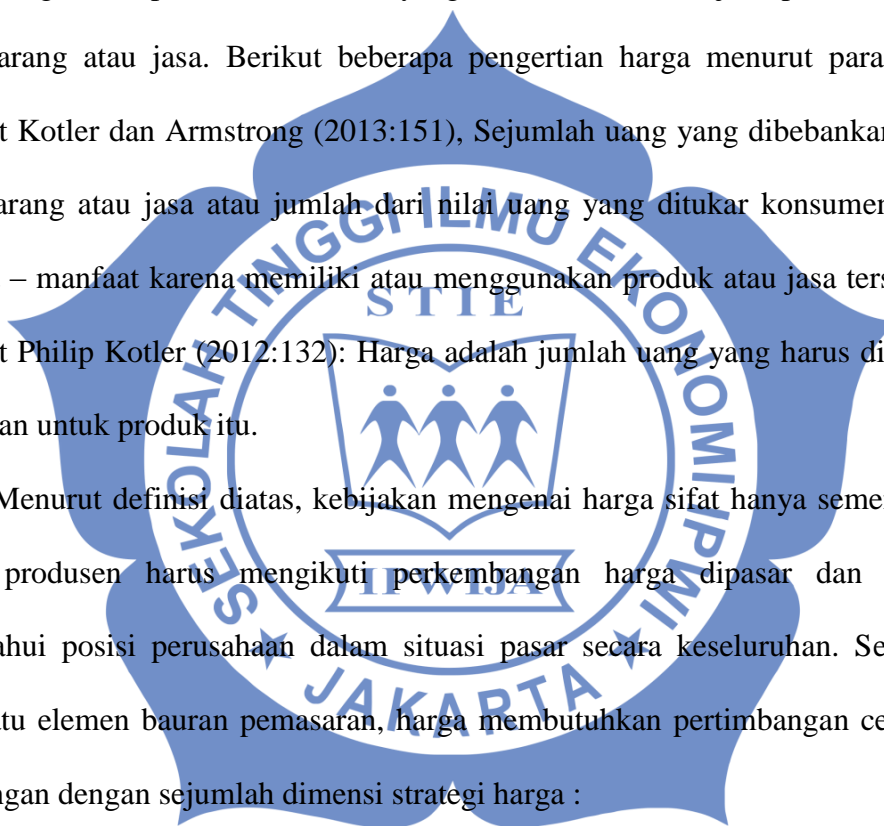 arang atau jasa. Berikut beberapa pengertian harga menurut para
t Kotler dan Armstrong (2013:151), Sejumlah uang yang dibebankan
arang atau jasa atau jumlah dari nilai uang yang ditukar konsumen
– manfaat karena memiliki atau menggunakan produk atau jasa ters
t Philip Kotler (2012:132): Harga adalah jumlah uang yang harus di
an untuk produk itu.
Menurut definisi diatas, kebijakan mengenai harga sifat hanya seme
produsen harus mengikuti perkembangan harga dipasar dan
ahui posisi perusahaan dalam situasi pasar secara keseluruhan. Se
tu elemen bauran pemasaran, harga membutuhkan pertimbangan ce
ngan dengan sejumlah dimensi strategi harga :
SEKOLAH TINGGI ILMU EKONOMI IPWI
STIE
IPWIJA
★ JAKARTA ★